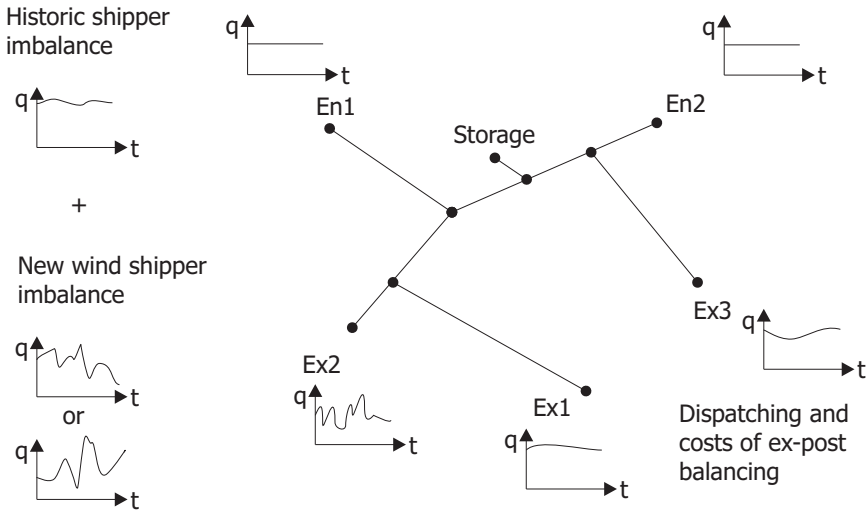 Historic shipper
imbalance
q
t
+
New wind shipper
imbalance
q
t
or
q
t
q
t
En1
Storage
q
t
En2
Ex2
q
t
Ex1
q
t
Ex3
q
t
Dispatching and
costs of ex-post
balancing